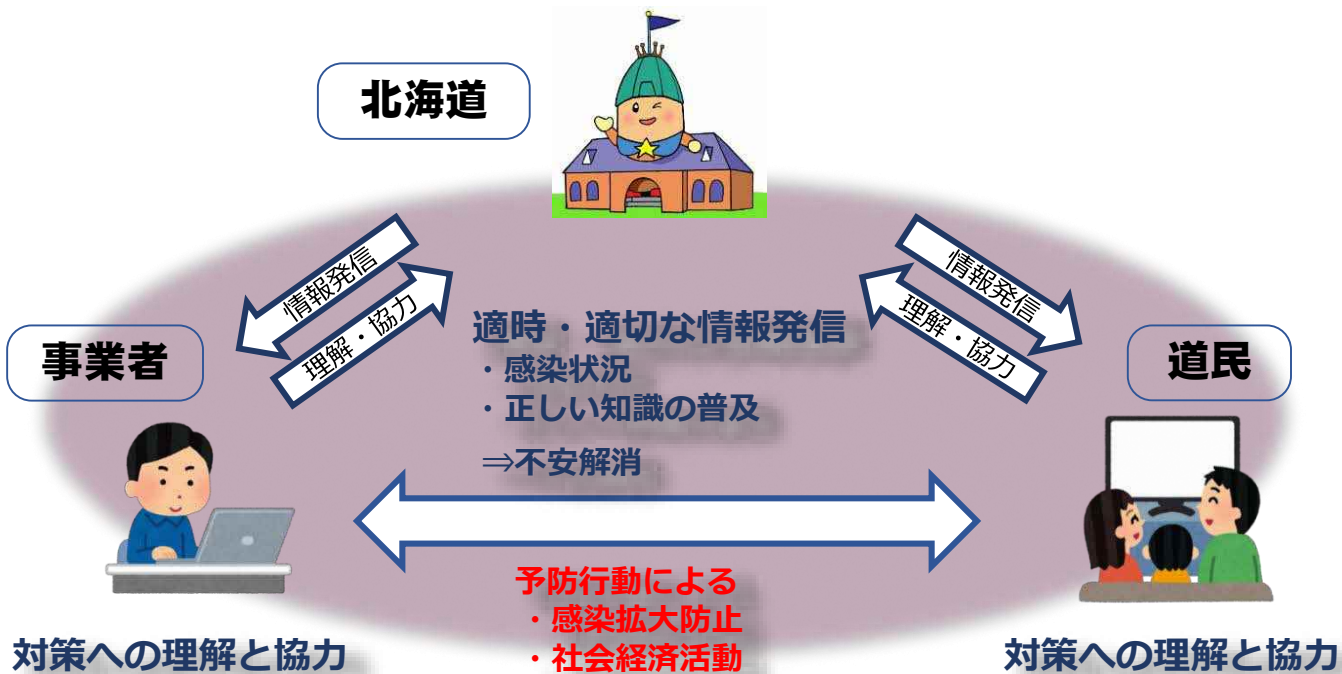 北海道
情報発信
理解・協力
情報発信
理解・協力
事業者
適時・適切な情報発信
・感染状況
・正しい知識の普及
⇒不安解消
道民
予防行動による
・感染拡大防止
・社会経済活動
対策への理解と協力
対策への理解と協力